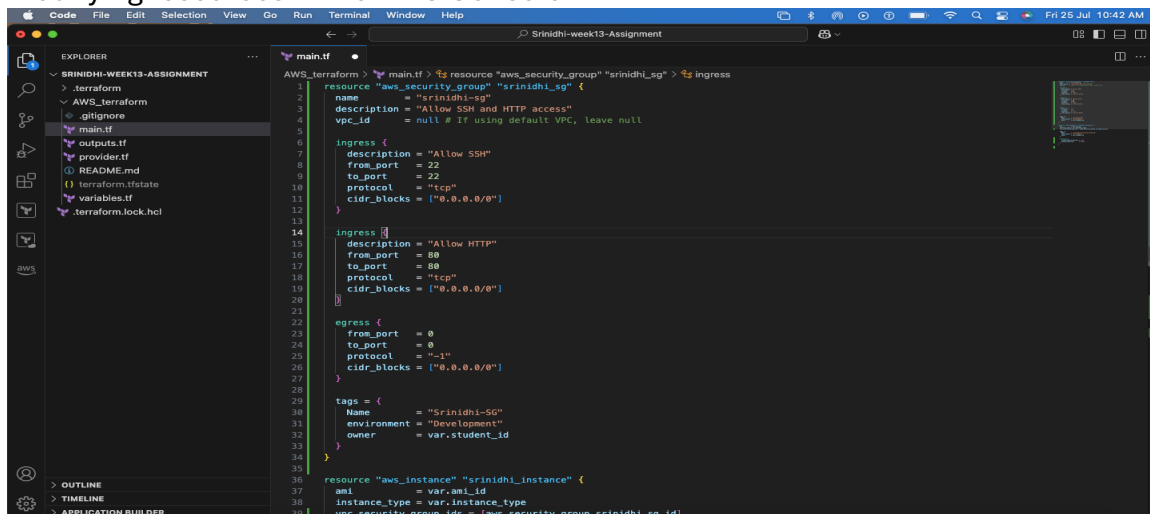 Code File Edit Selection View Go Run Terminal Window Help Fri 25 Jul 10:42 AM
Srinidhi-week13-Assignment
EXPLORER
SRINIDHI-WEEK13-ASSIGNMENT
.terraform
AWS_terraform
.gitignore
main.tf
outputs.tf
provider.tf
README.md
terraform.tfstate
variables.tf
.terraform.lock.hcl
aws
OUTLINE
TIMELINE
APPLICATION BUILDER
main.tf
AWS_terraform > main.tf > resource "aws_security_group" "srinidhi_sg" > ingress
1 resource "aws_security_group" "srinidhi_sg" {
2 name = "srinidhi-sg"
3 description = "Allow SSH and HTTP access"
4 vpc_id = null # If using default VPC, leave null
5
6 ingress {
7 description = "Allow SSH"
8 from_port = 22
9 to_port = 22
10 protocol = "tcp"
11 cidr_blocks = ["0.0.0.0/0"]
12 }
13
14 ingress {
15 description = "Allow HTTP"
16 from_port = 80
17 to_port = 80
18 protocol = "tcp"
19 cidr_blocks = ["0.0.0.0/0"]
20 }
21
22 egress {
23 from_port = 0
24 to_port = 0
25 protocol = "-1"
26 cidr_blocks = ["0.0.0.0/0"]
27 }
28
29 tags = {
30 Name = "Srinidhi-SG"
31 environment = "Development"
32 owner = var.student_id
33 }
34 }
35
36 resource "aws_instance" "srinidhi_instance" {
37 ami = var.ami_id
38 instance_type = var.instance_type
39 vpc_security_group_ids = [aws_security_group.srinidhi_sg.id]